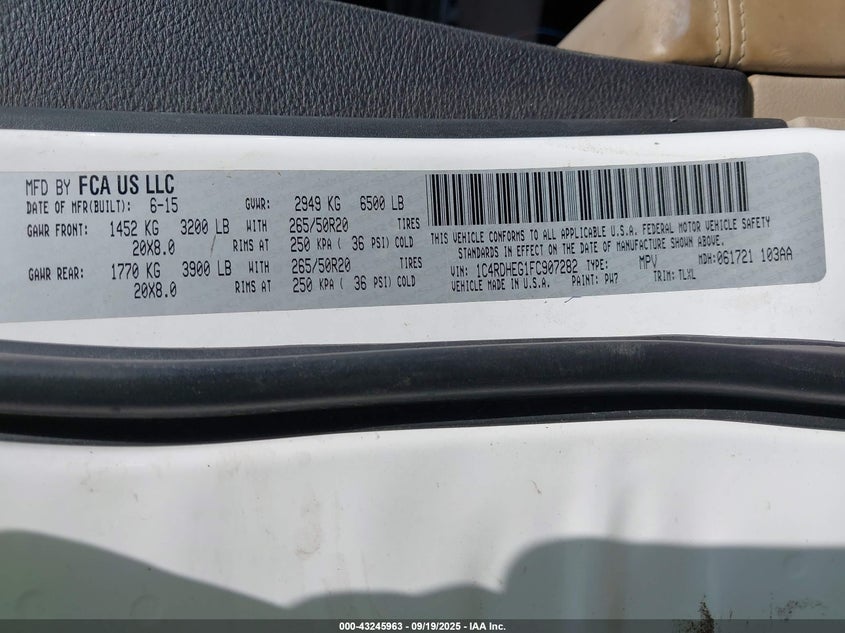 MFD BY FCA US LLC
DATE OF MFR(BUILT): 6-15 GVWR: 2949 KG 6500 LB
GAWR FRONT: 1452 KG 3200 LB WITH 265/50R20 TIRES
20X8.0 RIMS AT 250 KPA ( 36 PSI) COLD
GAWR REAR: 1770 KG 3900 LB WITH 265/50R20 TIRES
20X8.0 RIMS AT 250 KPA ( 36 PSI) COLD
THIS VEHICLE CONFORMS TO ALL APPLICABLE U.S.A. FEDERAL MOTOR VEHICLE SAFETY
STANDARDS IN EFFECT ON THE DATE OF MANUFACTURE SHOWN ABOVE.
VIN: 1C4RDHEG1FC907282 TYPE: MPV MDH:061721 103AA
VEHICLE MADE IN U.S.A. PAINT: PW7 TRIM: TLXL
000-43245963 - 09/19/2025 - IAA Inc.